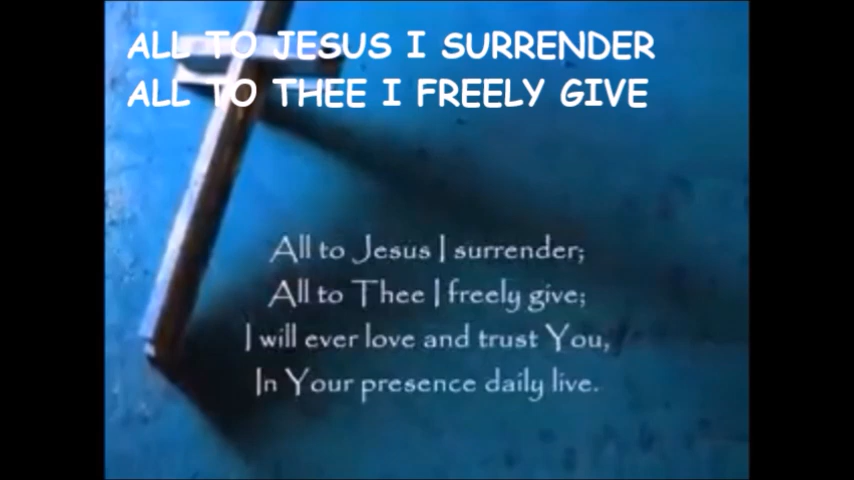 ALL TO JESUS I SURRENDER
ALL TO THEE I FREELY GIVE
All to Jesus I surrender;
All to Thee I freely give;
I will ever love and trust You,
In Your presence daily live.